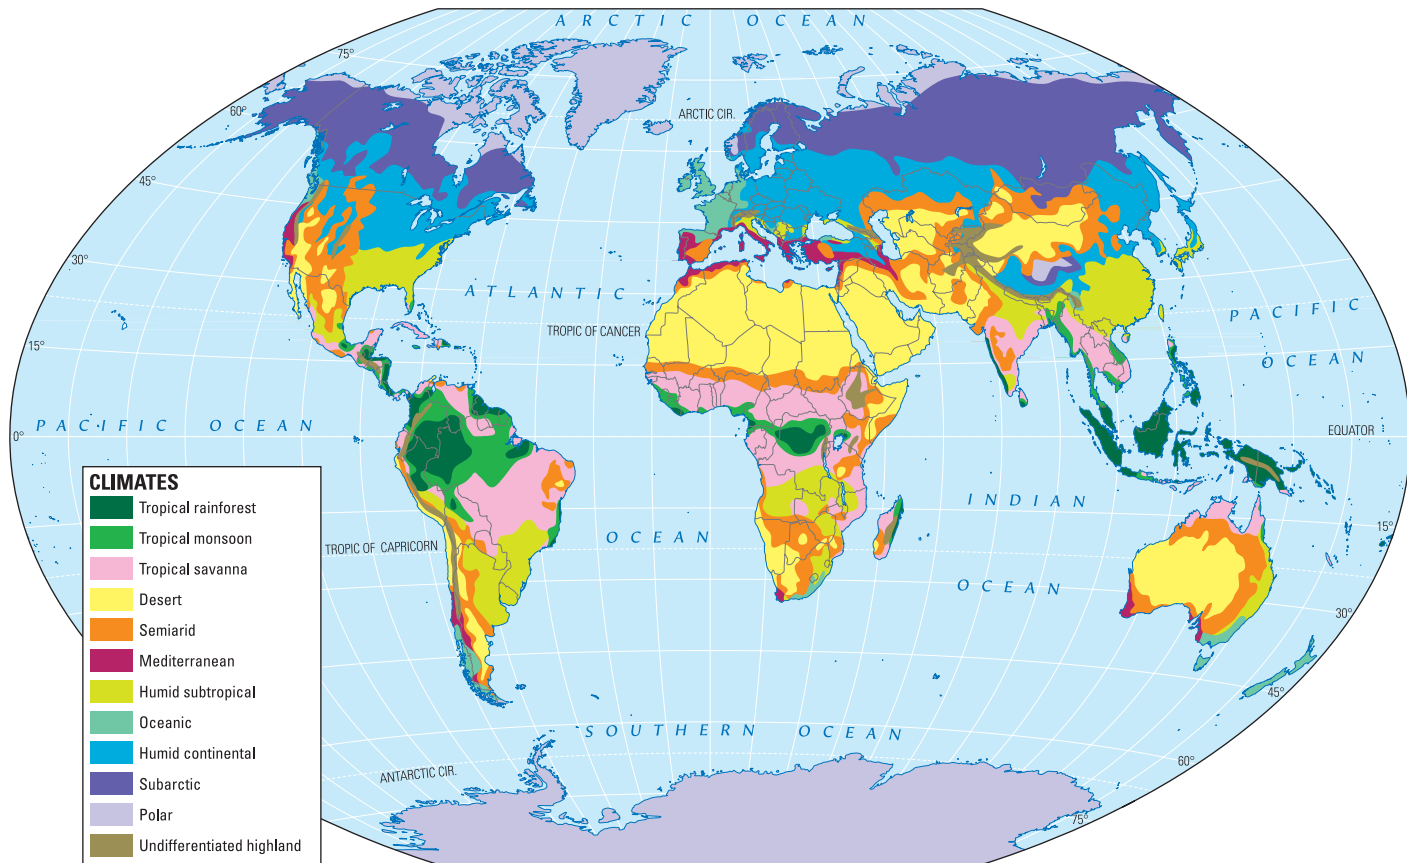 ARCTIC OCEAN
75°
60°
ARCTIC CIR.
45°
30°
ATLANTIC
PACIFIC
TROPIC OF CANCER
OCEAN
15°
PACIFIC OCEAN
0°
EQUATOR
CLIMATES
Tropical rainforest
Tropical monsoon
Tropical savanna
Desert
Semiarid
Mediterranean
Humid subtropical
Oceanic
Humid continental
Subarctic
Polar
Undifferentiated highland
INDIAN
15°
TROPIC OF CAPRICORN
OCEAN
OCEAN
30°
45°
SOUTHERN OCEAN
60°
ANTARCTIC CIR.
75°